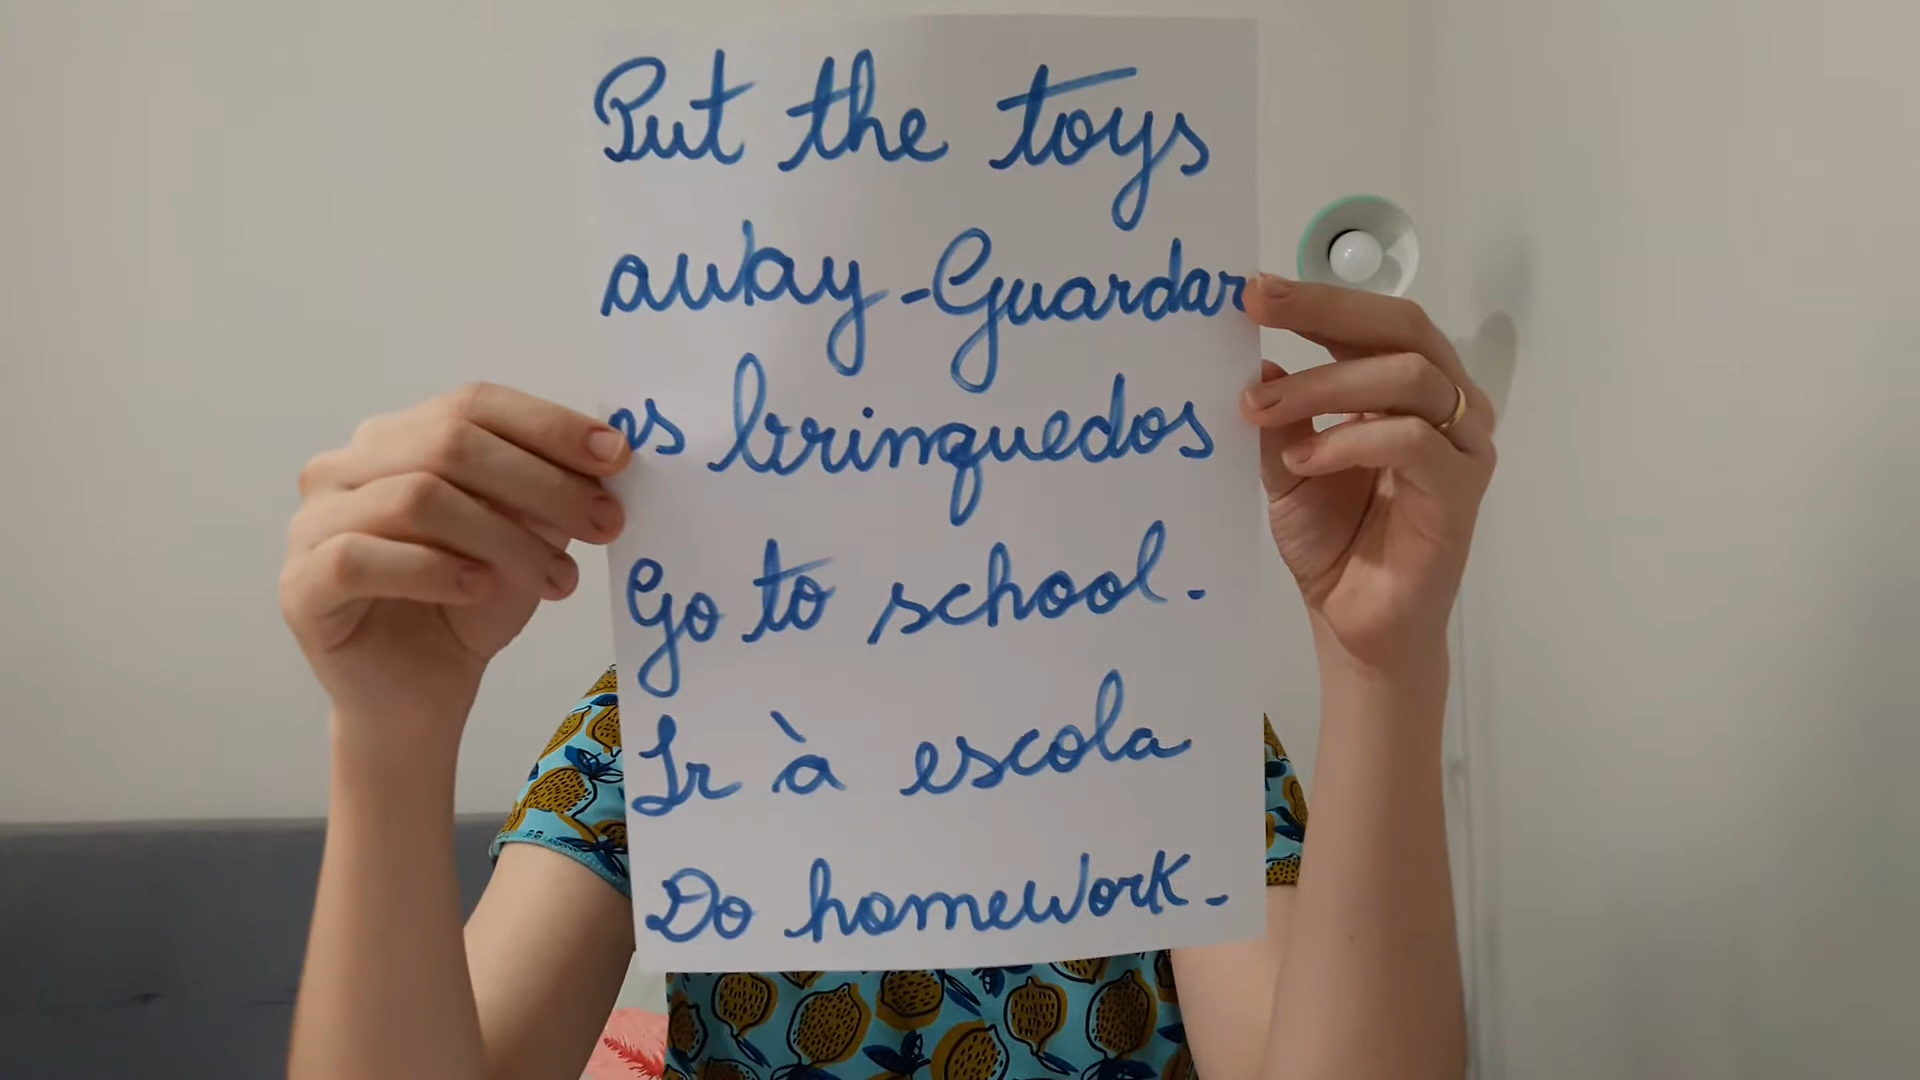 Put the toys
away - Guardar
os brinquedos
Go to school.-
Ir à escola
Do homework.-